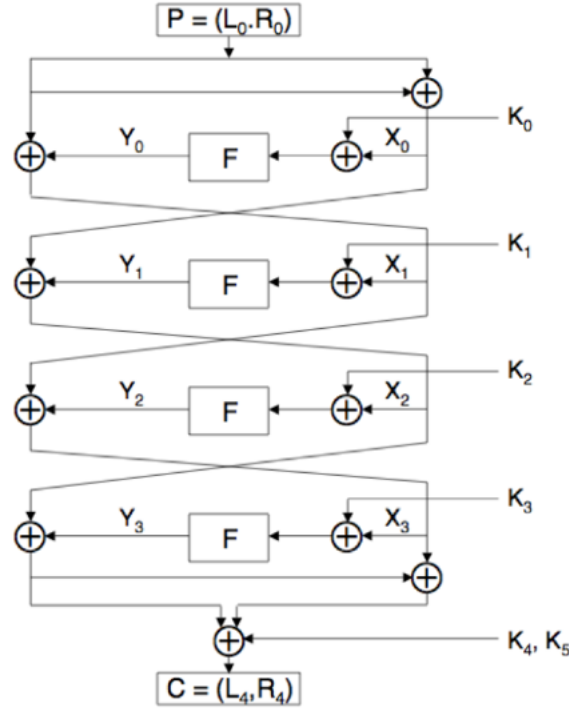 P = (L₀.R₀)
K₀
Y₀ F X₀
K₁
Y₁ F X₁
K₂
Y₂ F X₂
K₃
Y₃ F X₃
K₄, K₅
C = (L₄,R₄)